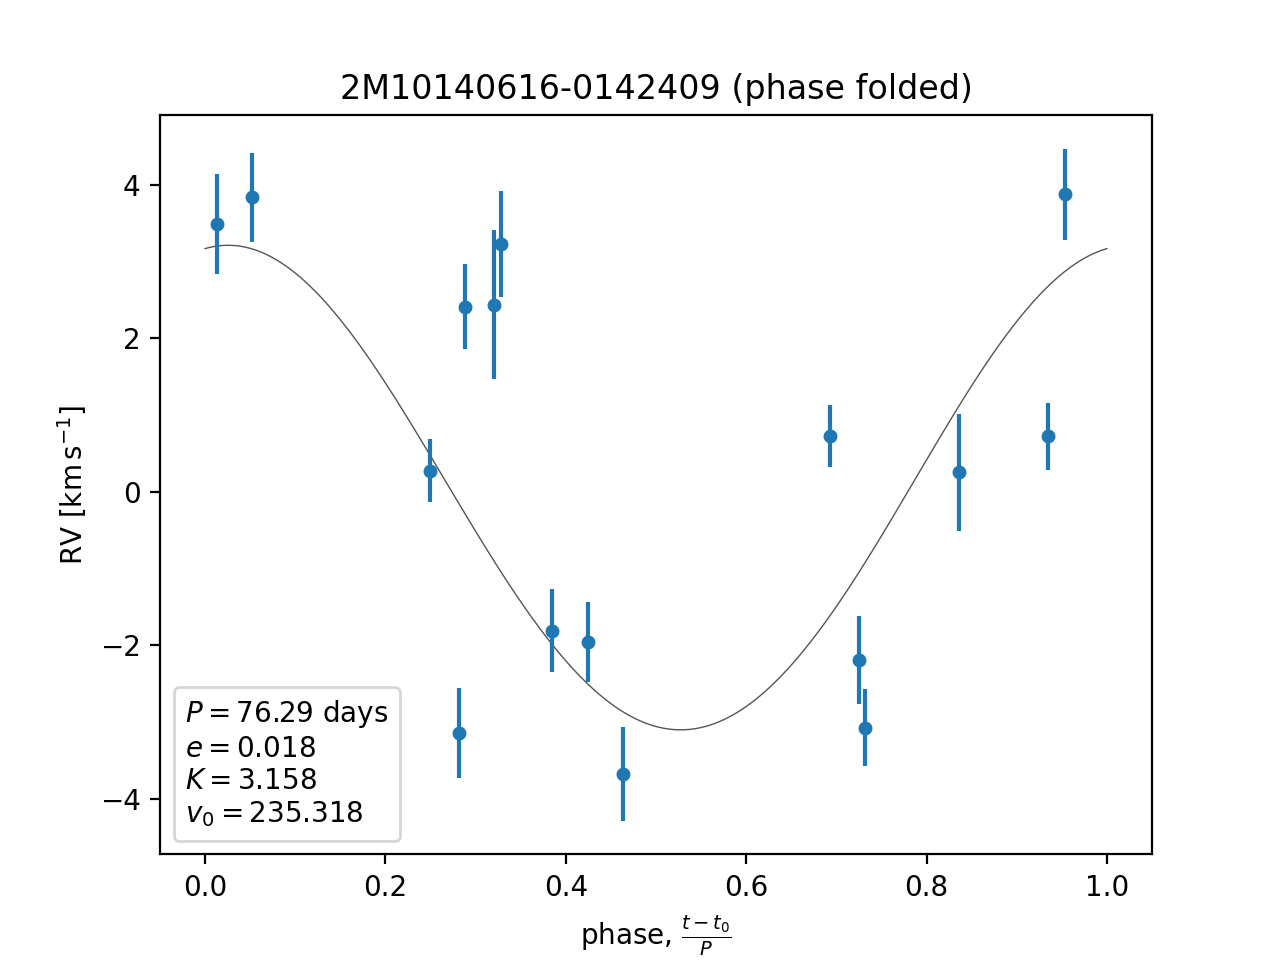 2M10140616-0142409 (phase folded)
RV [km s⁻¹]
4
2
0
−2
−4
P = 76.29 days
e = 0.018
K = 3.158
v₀ = 235.318
0.0 0.2 0.4 0.6 0.8 1.0
phase, (t − t₀)/P